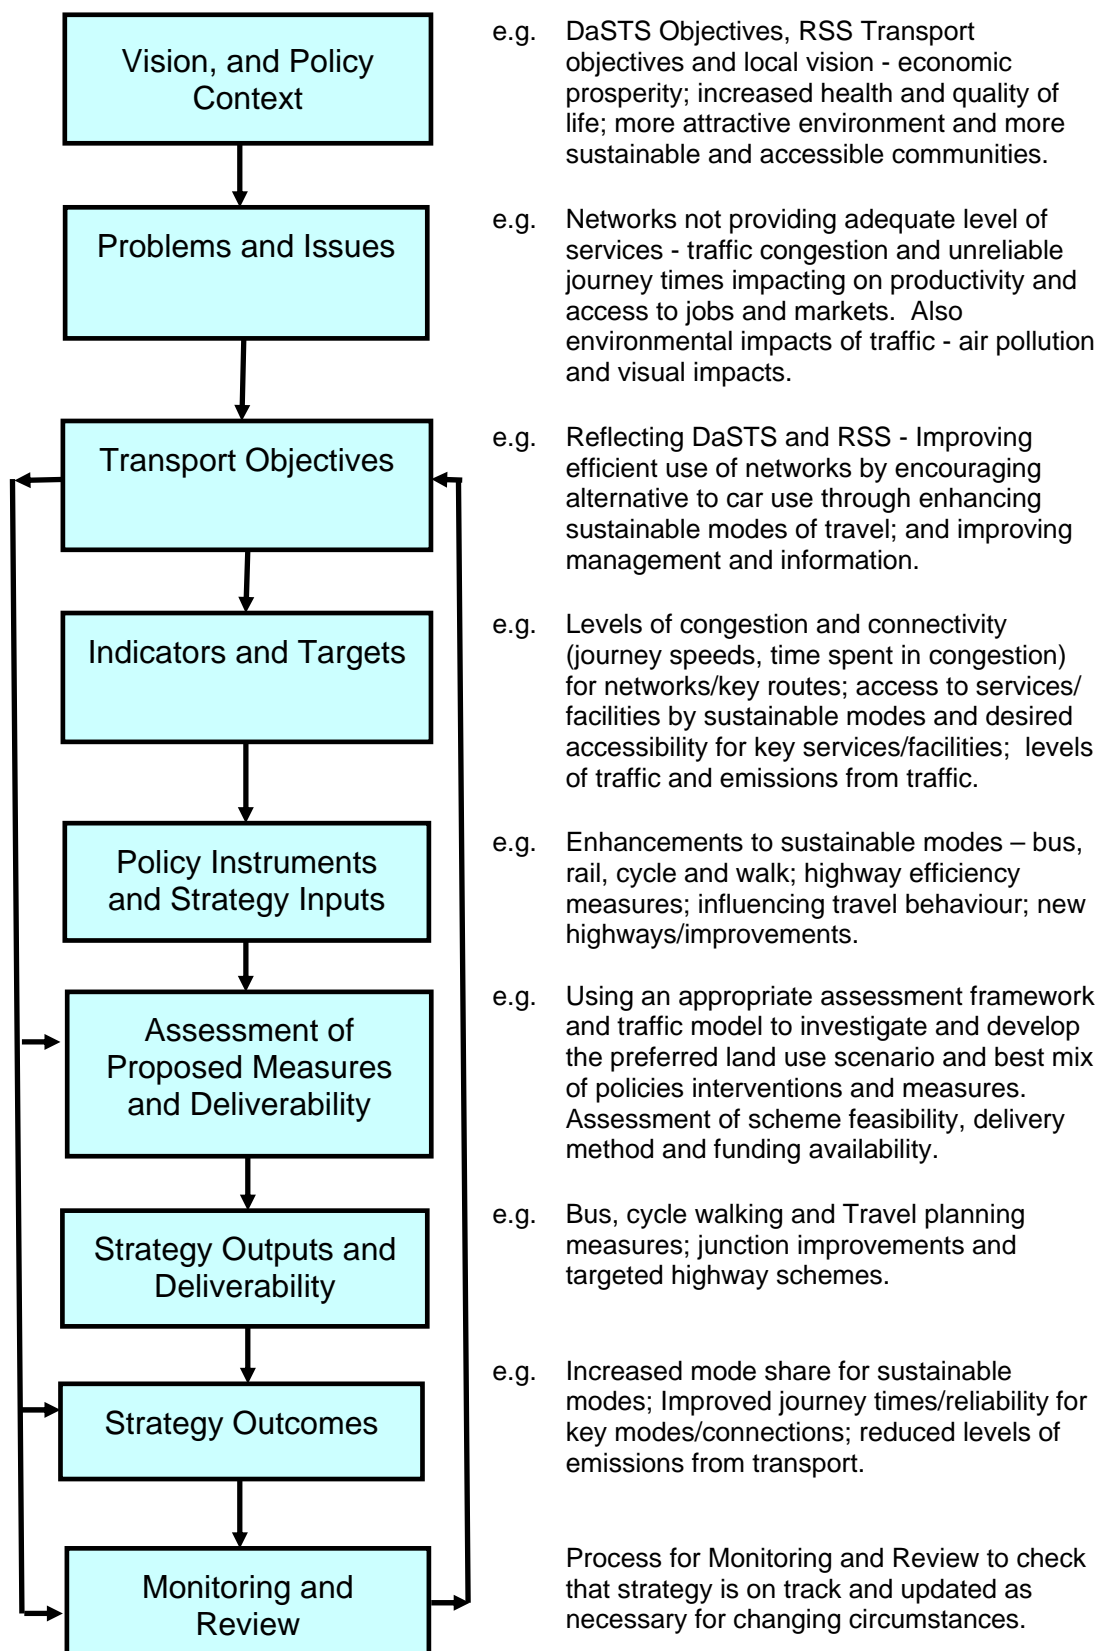 Vision, and Policy
Context
e.g. DaSTS Objectives, RSS Transport
objectives and local vision - economic
prosperity; increased health and quality of
life; more attractive environment and more
sustainable and accessible communities.
Problems and Issues
e.g. Networks not providing adequate level of
services - traffic congestion and unreliable
journey times impacting on productivity and
access to jobs and markets.  Also
environmental impacts of traffic - air pollution
and visual impacts.
Transport Objectives
e.g. Reflecting DaSTS and RSS - Improving
efficient use of networks by encouraging
alternative to car use through enhancing
sustainable modes of travel; and improving
management and information.
Indicators and Targets
e.g. Levels of congestion and connectivity
(journey speeds, time spent in congestion)
for networks/key routes; access to services/
facilities by sustainable modes and desired
accessibility for key services/facilities;  levels
of traffic and emissions from traffic.
Policy Instruments
and Strategy Inputs
e.g. Enhancements to sustainable modes – bus,
rail, cycle and walk; highway efficiency
measures; influencing travel behaviour; new
highways/improvements.
Assessment of
Proposed Measures
and Deliverability
e.g. Using an appropriate assessment framework
and traffic model to investigate and develop
the preferred land use scenario and best mix
of policies interventions and measures.
Assessment of scheme feasibility, delivery
method and funding availability.
Strategy Outputs and
Deliverability
e.g. Bus, cycle walking and Travel planning
measures; junction improvements and
targeted highway schemes.
Strategy Outcomes
e.g. Increased mode share for sustainable
modes; Improved journey times/reliability for
key modes/connections; reduced levels of
emissions from transport.
Monitoring and
Review
Process for Monitoring and Review to check
that strategy is on track and updated as
necessary for changing circumstances.